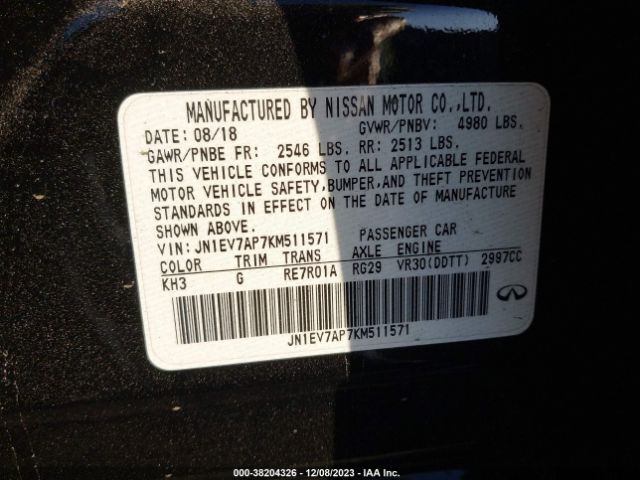 MANUFACTURED BY NISSAN MOTOR CO.,LTD.
DATE: 08/18 GVWR/PNBV: 4980 LBS.
GAWR/PNBE FR: 2546 LBS. RR: 2513 LBS.
THIS VEHICLE CONFORMS TO ALL APPLICABLE FEDERAL
MOTOR VEHICLE SAFETY,BUMPER,AND THEFT PREVENTION
STANDARDS IN EFFECT ON THE DATE OF MANUFACTURE
SHOWN ABOVE.
VIN: JN1EV7AP7KM511571 PASSENGER CAR
COLOR TRIM TRANS AXLE ENGINE
KH3 G RE7R01A RG29 VR30(DDTT) 2997CC
JN1EV7AP7KM511571
INFINITI
000-38204326 - 12/08/2023 - IAA Inc.